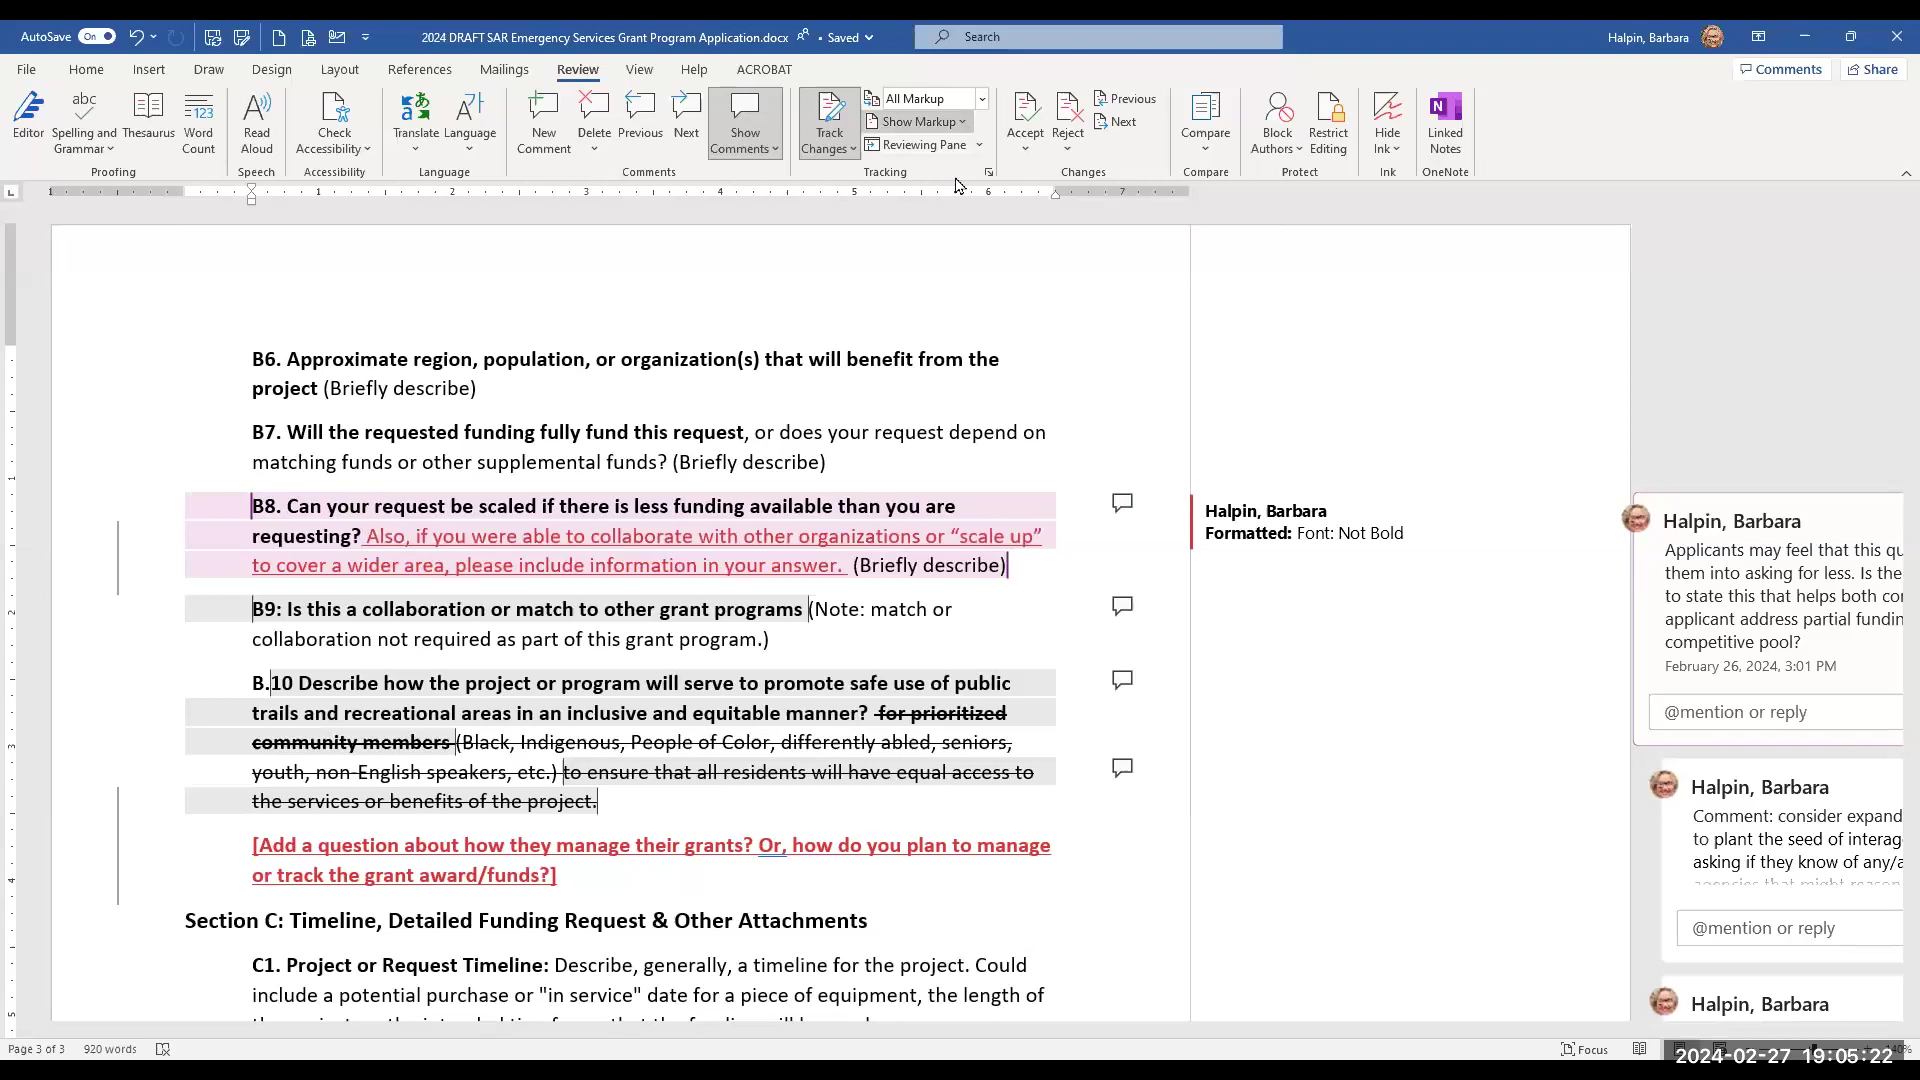 AutoSave On 2024 DRAFT SAR Emergency Services Grant Program Application.docx • Saved Search Halpin, Barbara
File Home Insert Draw Design Layout References Mailings Review View Help ACROBAT Comments Share
Editor
Spelling and Grammar
Thesaurus
Word Count
Read Aloud
Check Accessibility
Translate
Language
New Comment
Delete
Previous
Next
Show Comments
Track Changes
All Markup
Show Markup
Reviewing Pane
Accept
Reject
Previous
Next
Compare
Block Authors
Restrict Editing
Hide Ink
Linked Notes
Proofing Speech Accessibility Language Comments Tracking Changes Compare Protect Ink OneNote
1 1 2 3 4 5 6 7
B6. Approximate region, population, or organization(s) that will benefit from the
project (Briefly describe)
B7. Will the requested funding fully fund this request, or does your request depend on
matching funds or other supplemental funds? (Briefly describe)
B8. Can your request be scaled if there is less funding available than you are
requesting? Also, if you were able to collaborate with other organizations or “scale up”
to cover a wider area, please include information in your answer. (Briefly describe)
B9: Is this a collaboration or match to other grant programs (Note: match or
collaboration not required as part of this grant program.)
B.10 Describe how the project or program will serve to promote safe use of public
trails and recreational areas in an inclusive and equitable manner? for prioritized
community members (Black, Indigenous, People of Color, differently abled, seniors,
youth, non-English speakers, etc.) to ensure that all residents will have equal access to
the services or benefits of the project.
[Add a question about how they manage their grants? Or, how do you plan to manage
or track the grant award/funds?]
Section C: Timeline, Detailed Funding Request & Other Attachments
C1. Project or Request Timeline: Describe, generally, a timeline for the project. Could
include a potential purchase or "in service" date for a piece of equipment, the length of
Halpin, Barbara
Formatted: Font: Not Bold
Halpin, Barbara
Applicants may feel that this qu
them into asking for less. Is the
to state this that helps both co
applicant address partial fundin
competitive pool?
February 26, 2024, 3:01 PM
@mention or reply
Halpin, Barbara
Comment: consider expand
to plant the seed of interag
asking if they know of any/a
@mention or reply
Halpin, Barbara
Page 3 of 3 920 words Focus
2024-02-27 19:05:22